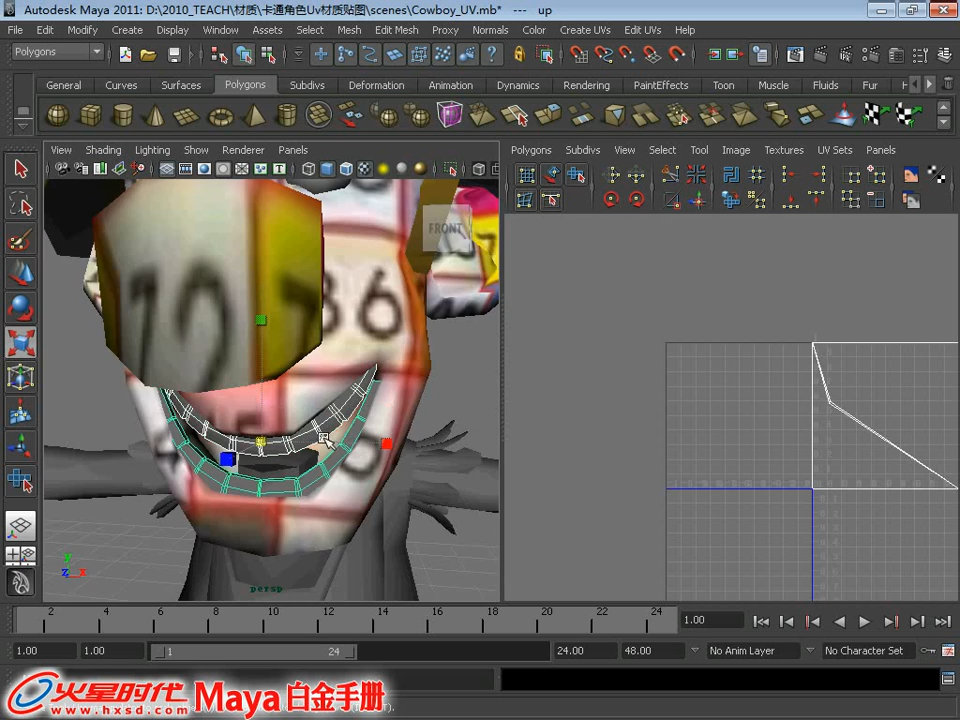 Autodesk Maya 2011: D:\2010_TEACH\材质\卡通角色Uv材质贴图\scenes\Cowboy_UV.mb* --- up
File Edit Modify Create Display Window Assets Select Mesh Edit Mesh Proxy Normals Color Create UVs Edit UVs Help
Polygons
General Curves Surfaces Polygons Subdivs Deformation Animation Dynamics Rendering PaintEffects Toon Muscle Fluids Fur
View Shading Lighting Show Renderer Panels
Polygons Subdivs View Select Tool Image Textures UV Sets Panels
FRONT
36
y
z x
persp
2 4 6 8 10 12 14 16 18 20 22 24
1.00
1.00 1.00 1 24 24.00 48.00 No Anim Layer No Character Set
火星时代
www.hxsd.com
Maya白金手册